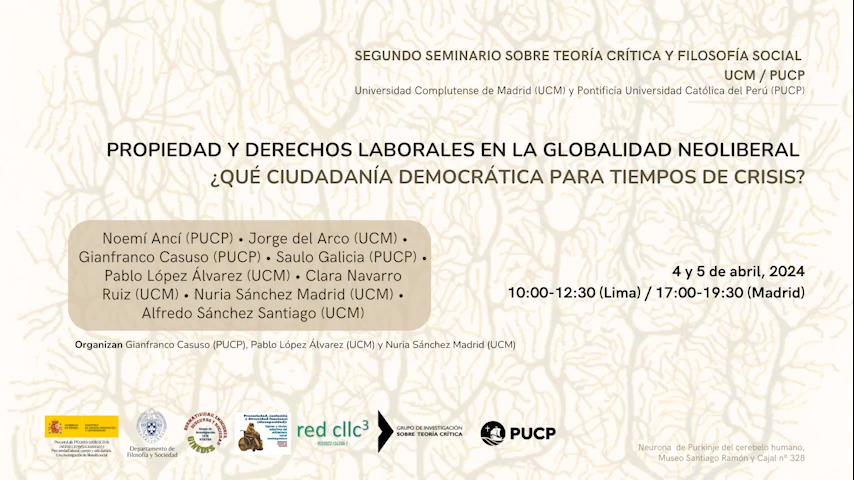 SEGUNDO SEMINARIO SOBRE TEORÍA CRÍTICA Y FILOSOFÍA SOCIAL
UCM / PUCP
Universidad Complutense de Madrid (UCM) y Pontificia Universidad Católica del Perú (PUCP)
PROPIEDAD Y DERECHOS LABORALES EN LA GLOBALIDAD NEOLIBERAL
¿QUÉ CIUDADANÍA DEMOCRÁTICA PARA TIEMPOS DE CRISIS?
Noemí Ancí (PUCP) • Jorge del Arco (UCM) •
Gianfranco Casuso (PUCP) • Saulo Galicia (PUCP) •
Pablo López Álvarez (UCM) • Clara Navarro
Ruiz (UCM) • Nuria Sánchez Madrid (UCM) •
Alfredo Sánchez Santiago (UCM)
4 y 5 de abril, 2024
10:00-12:30 (Lima) / 17:00-19:30 (Madrid)
Organizan Gianfranco Casuso (PUCP), Pablo López Álvarez (UCM) y Nuria Sánchez Madrid (UCM)
Departamento de
Filosofía y Sociedad
GINEDIS
red cllc³
GRUPO DE INVESTIGACIÓN
SOBRE TEORÍA CRÍTICA
PUCP
Neurona de Purkinje del cerebelo humano,
Museo Santiago Ramón y Cajal nº 328